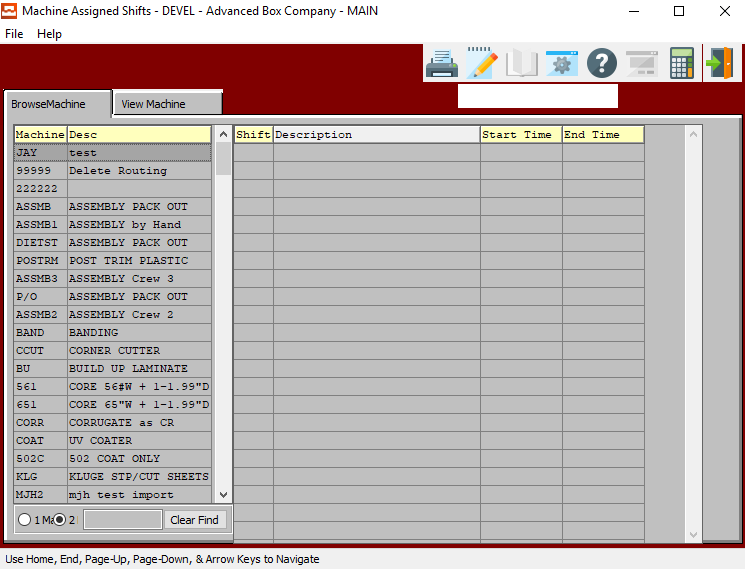 Machine Assigned Shifts - DEVEL - Advanced Box Company - MAIN
File Help
BrowseMachine View Machine
Machine Desc Shift Description Start Time End Time
JAY test
99999 Delete Routing
222222
ASSMB ASSEMBLY PACK OUT
ASSMB1 ASSEMBLY by Hand
DIETST ASSEMBLY PACK OUT
POSTRM POST TRIM PLASTIC
ASSMB3 ASSEMBLY Crew 3
P/O ASSEMBLY PACK OUT
ASSMB2 ASSEMBLY Crew 2
BAND BANDING
CCUT CORNER CUTTER
BU BUILD UP LAMINATE
561 CORE 56#W + 1-1.99"D
651 CORE 65"W + 1-1.99"D
CORR CORRUGATE as CR
COAT UV COATER
502C 502 COAT ONLY
KLG KLUGE STP/CUT SHEETS
MJH2 mjh test import
1 Ma 2 Clear Find
Use Home, End, Page-Up, Page-Down, & Arrow Keys to Navigate